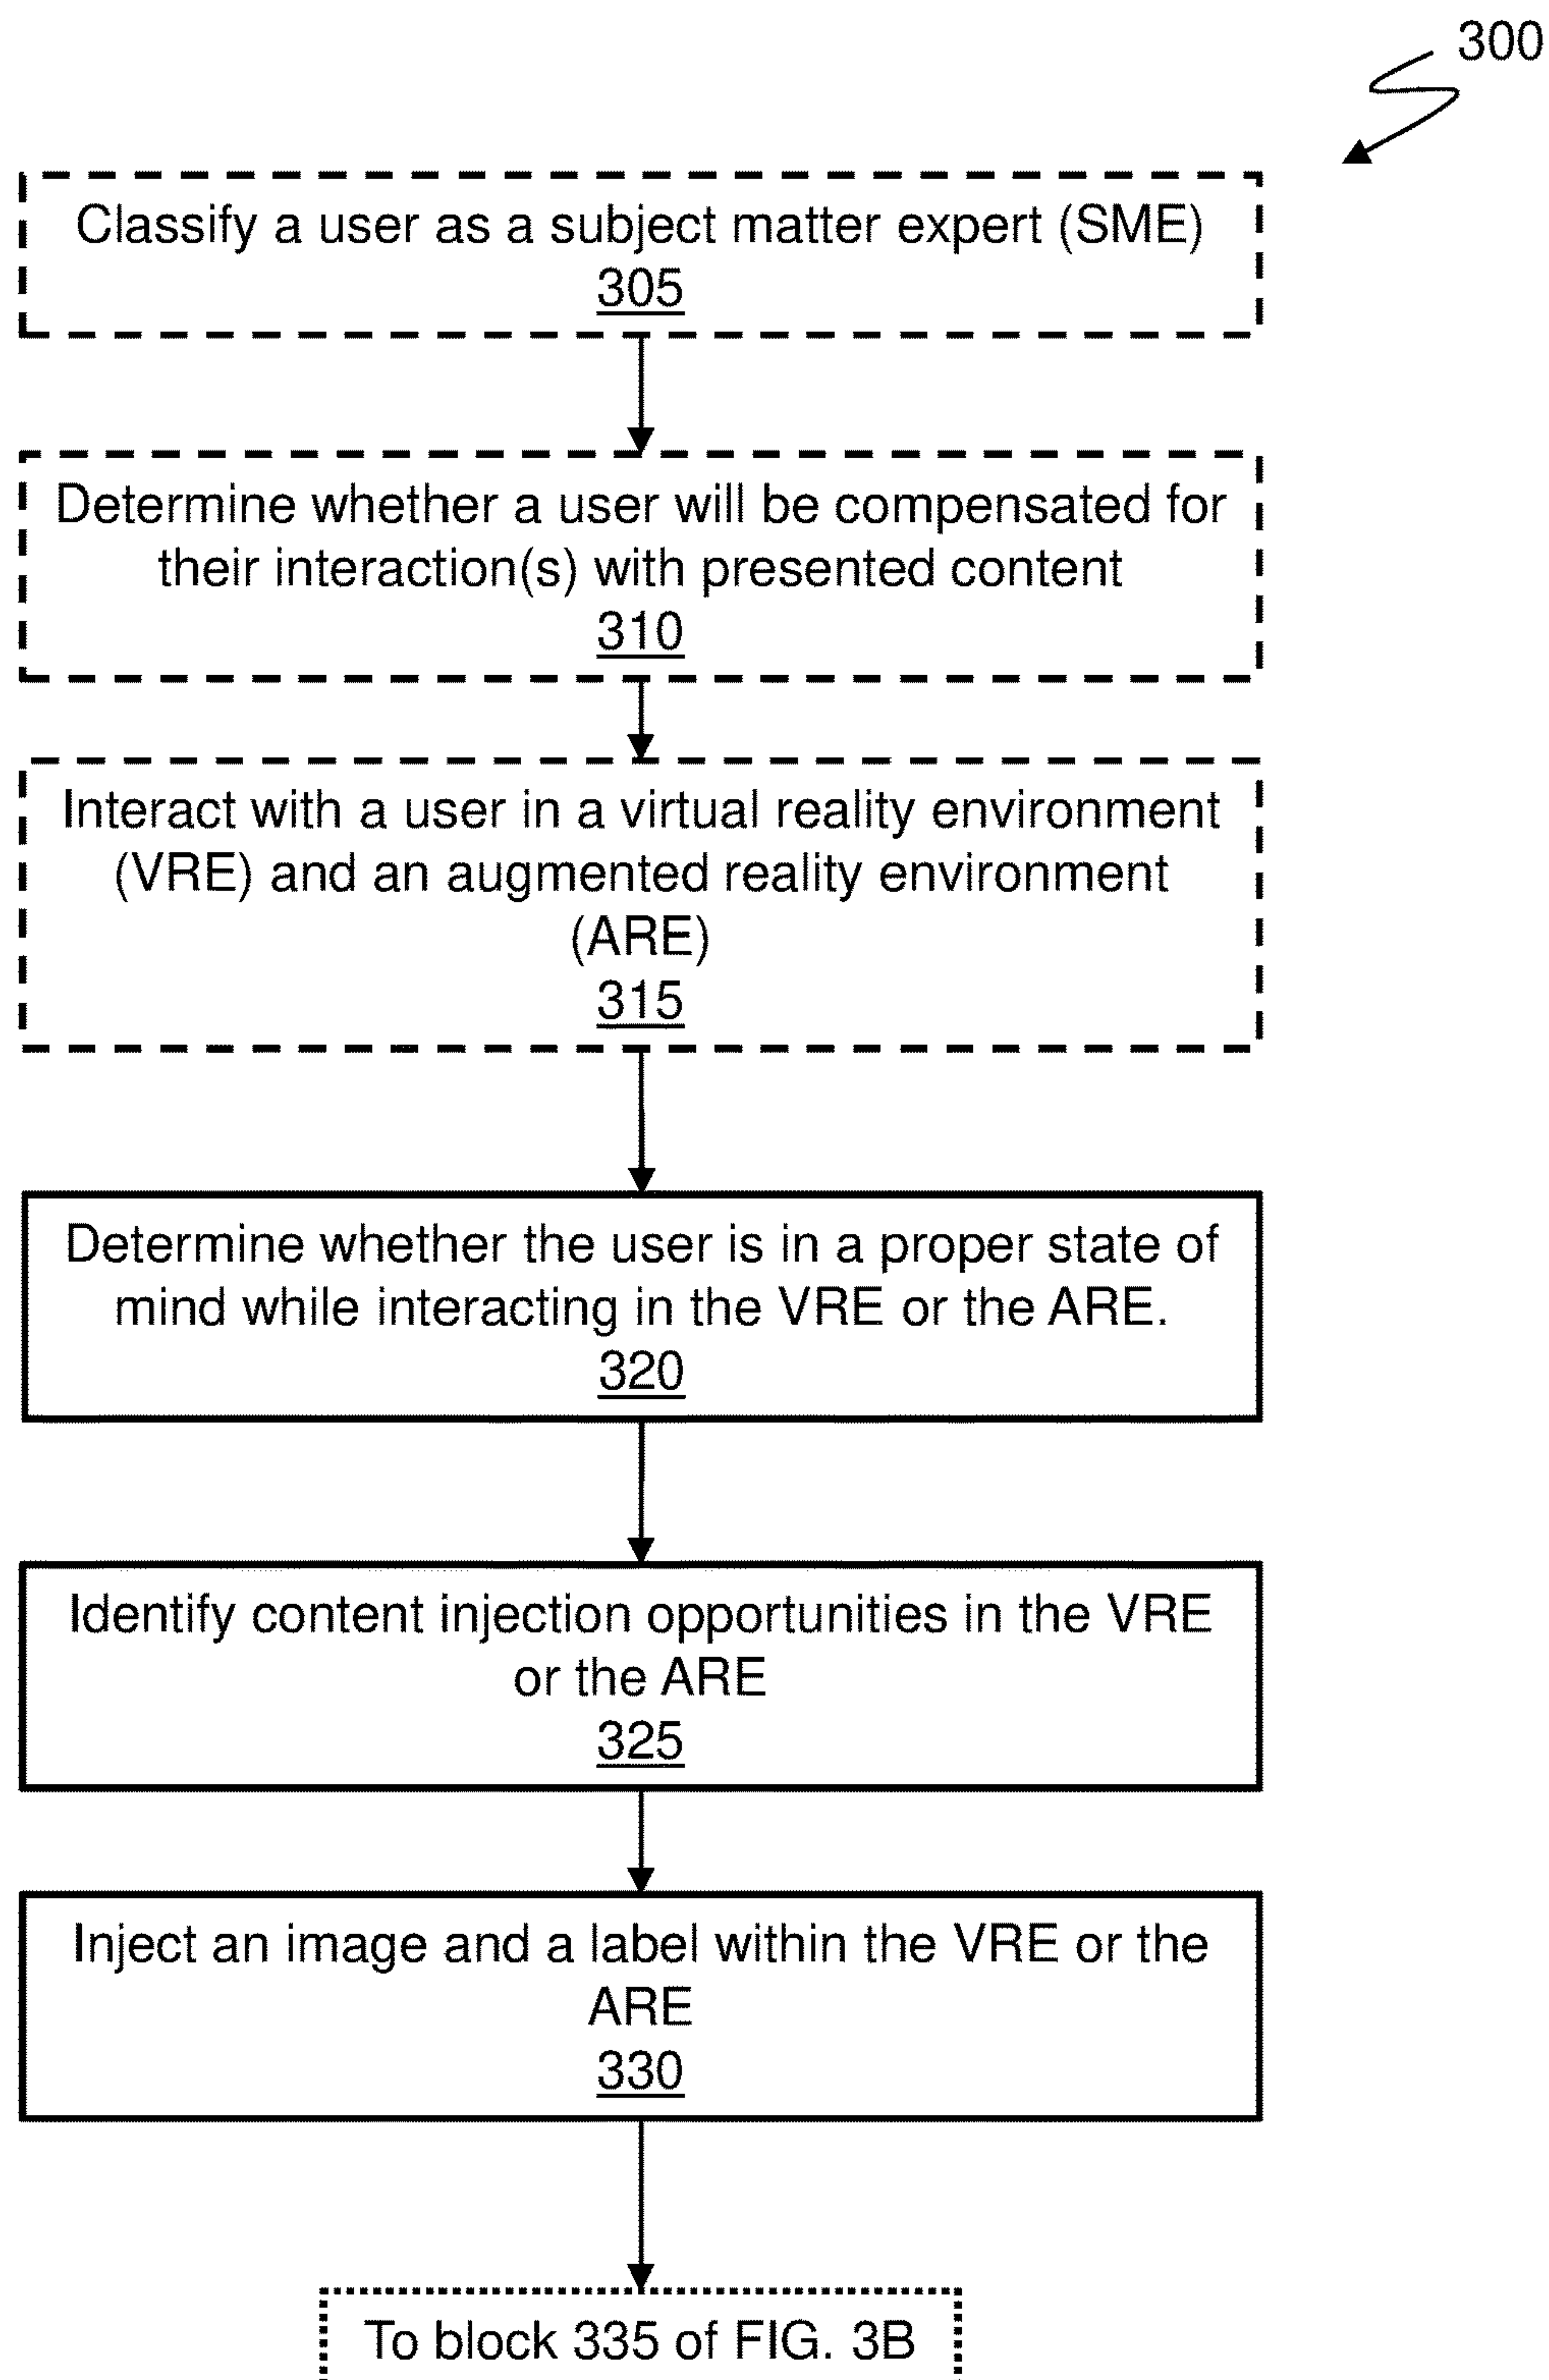 300
Classify a user as a subject matter expert (SME)
305
Determine whether a user will be compensated for
their interaction(s) with presented content
310
Interact with a user in a virtual reality environment
(VRE) and an augmented reality environment
(ARE)
315
Determine whether the user is in a proper state of
mind while interacting in the VRE or the ARE.
320
Identify content injection opportunities in the VRE
or the ARE
325
Inject an image and a label within the VRE or the
ARE
330
To block 335 of FIG. 3B